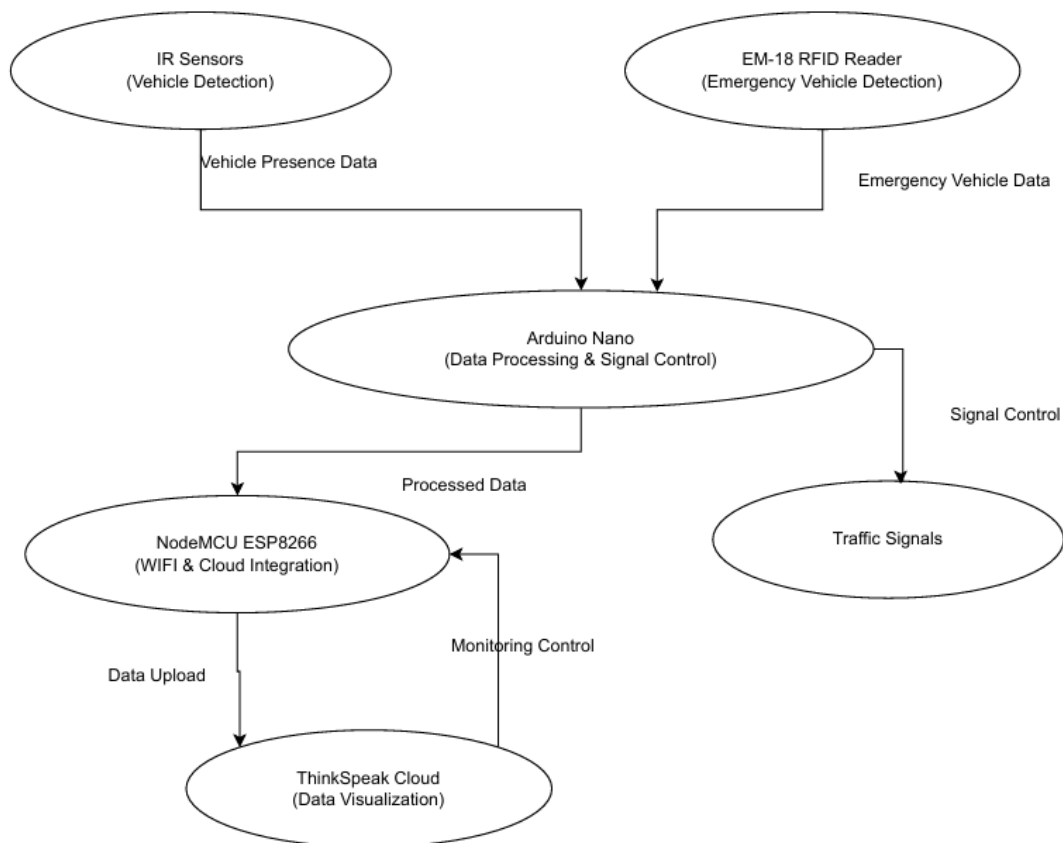 IR Sensors
(Vehicle Detection)
EM-18 RFID Reader
(Emergency Vehicle Detection)
Vehicle Presence Data
Emergency Vehicle Data
Arduino Nano
(Data Processing & Signal Control)
Signal Control
Processed Data
NodeMCU ESP8266
(WIFI & Cloud Integration)
Traffic Signals
Monitoring Control
Data Upload
ThinkSpeak Cloud
(Data Visualization)